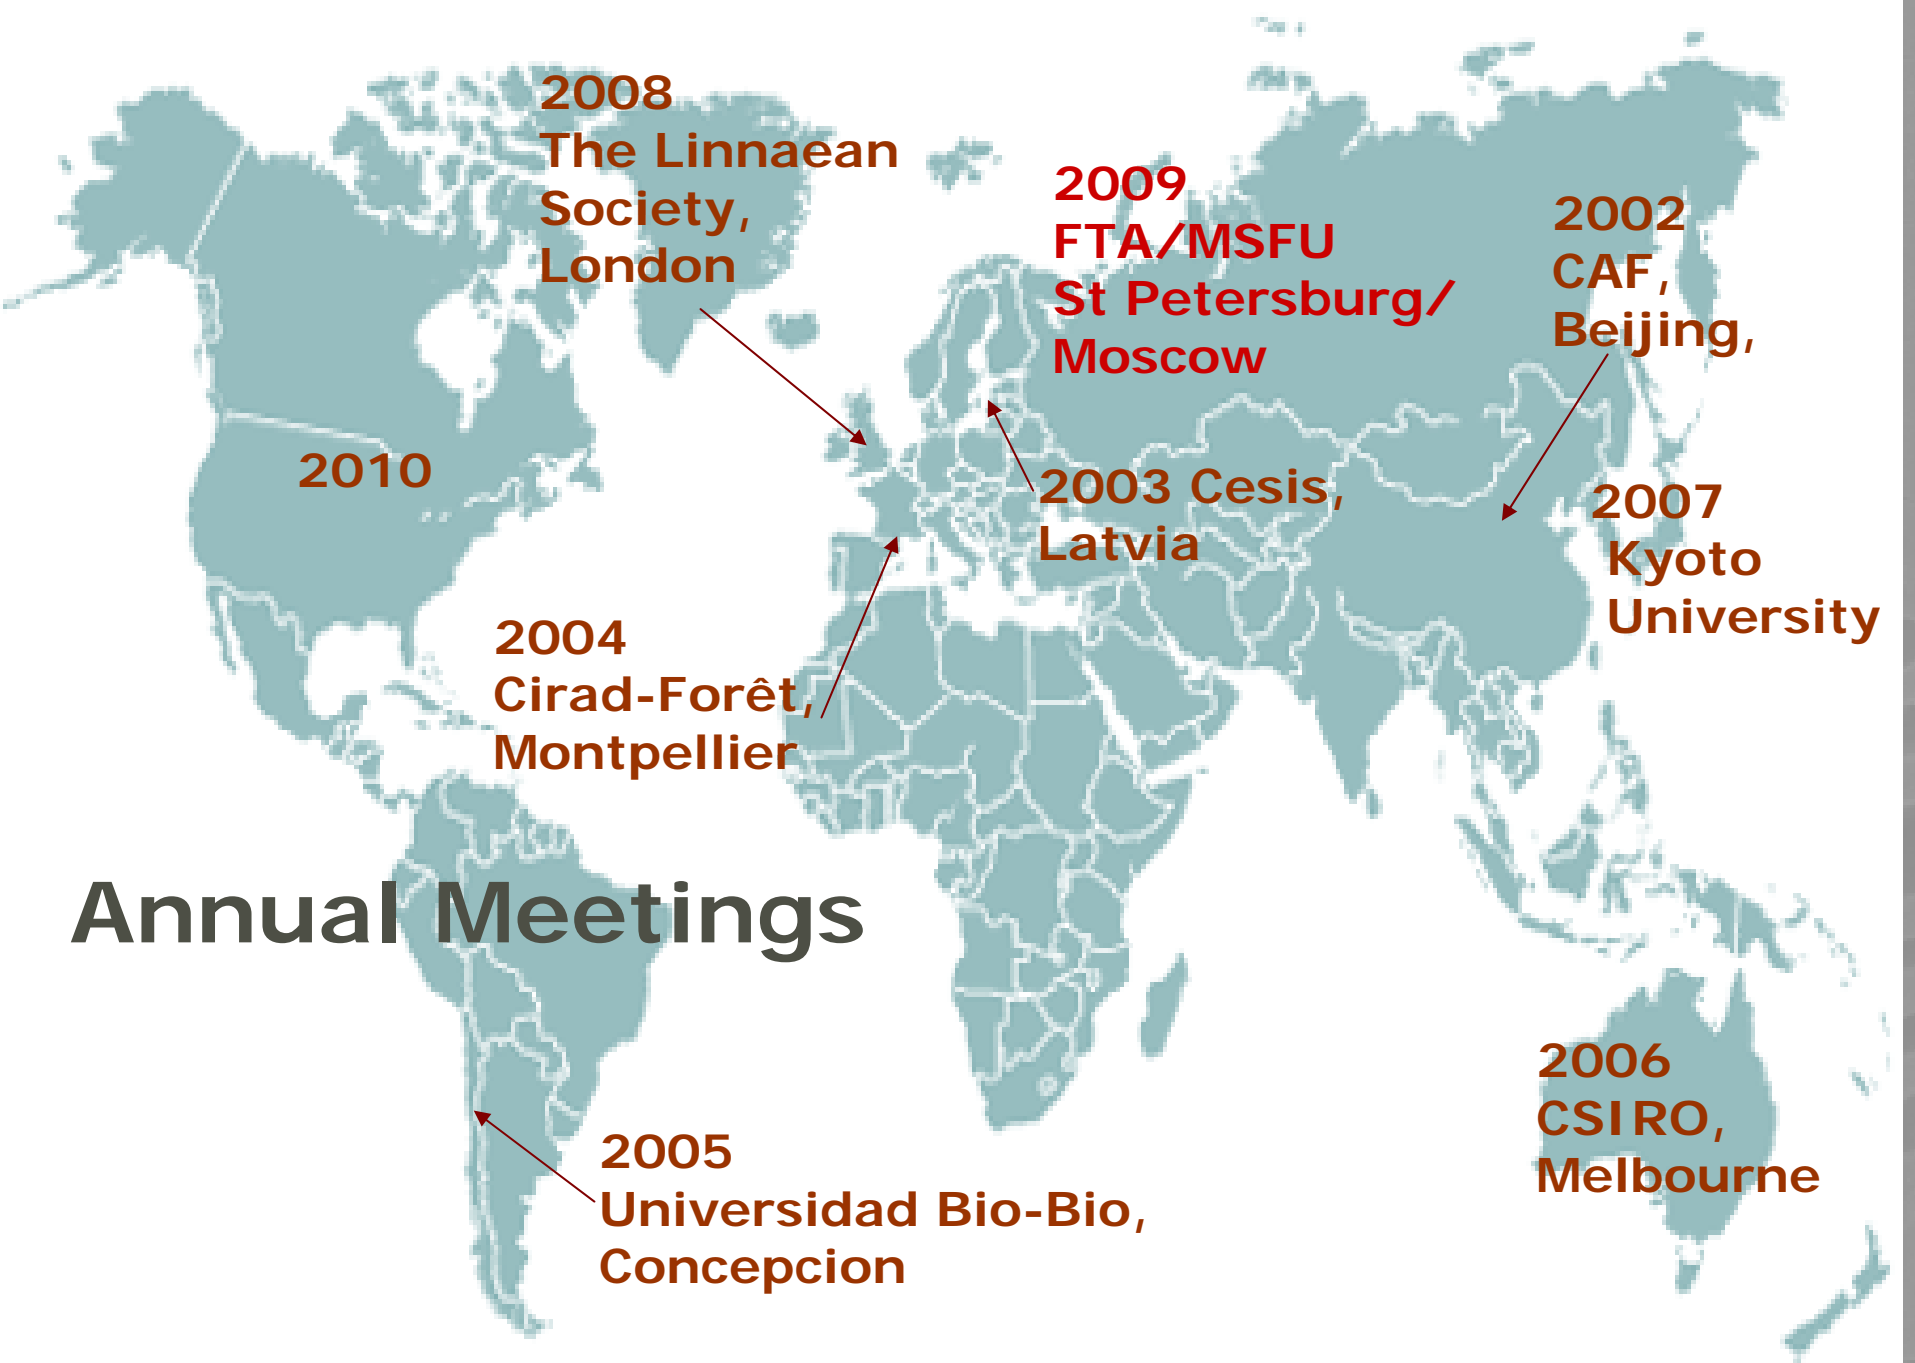 2008
The Linnaean
Society,
London
2009
FTA/MSFU
St Petersburg/
Moscow
2002
CAF,
Beijing,
2010
2003 Cesis,
Latvia
2007
Kyoto
University
2004
Cirad-Forêt,
Montpellier
Annual Meetings
2006
CSIRO,
Melbourne
2005
Universidad Bio-Bio,
Concepcion